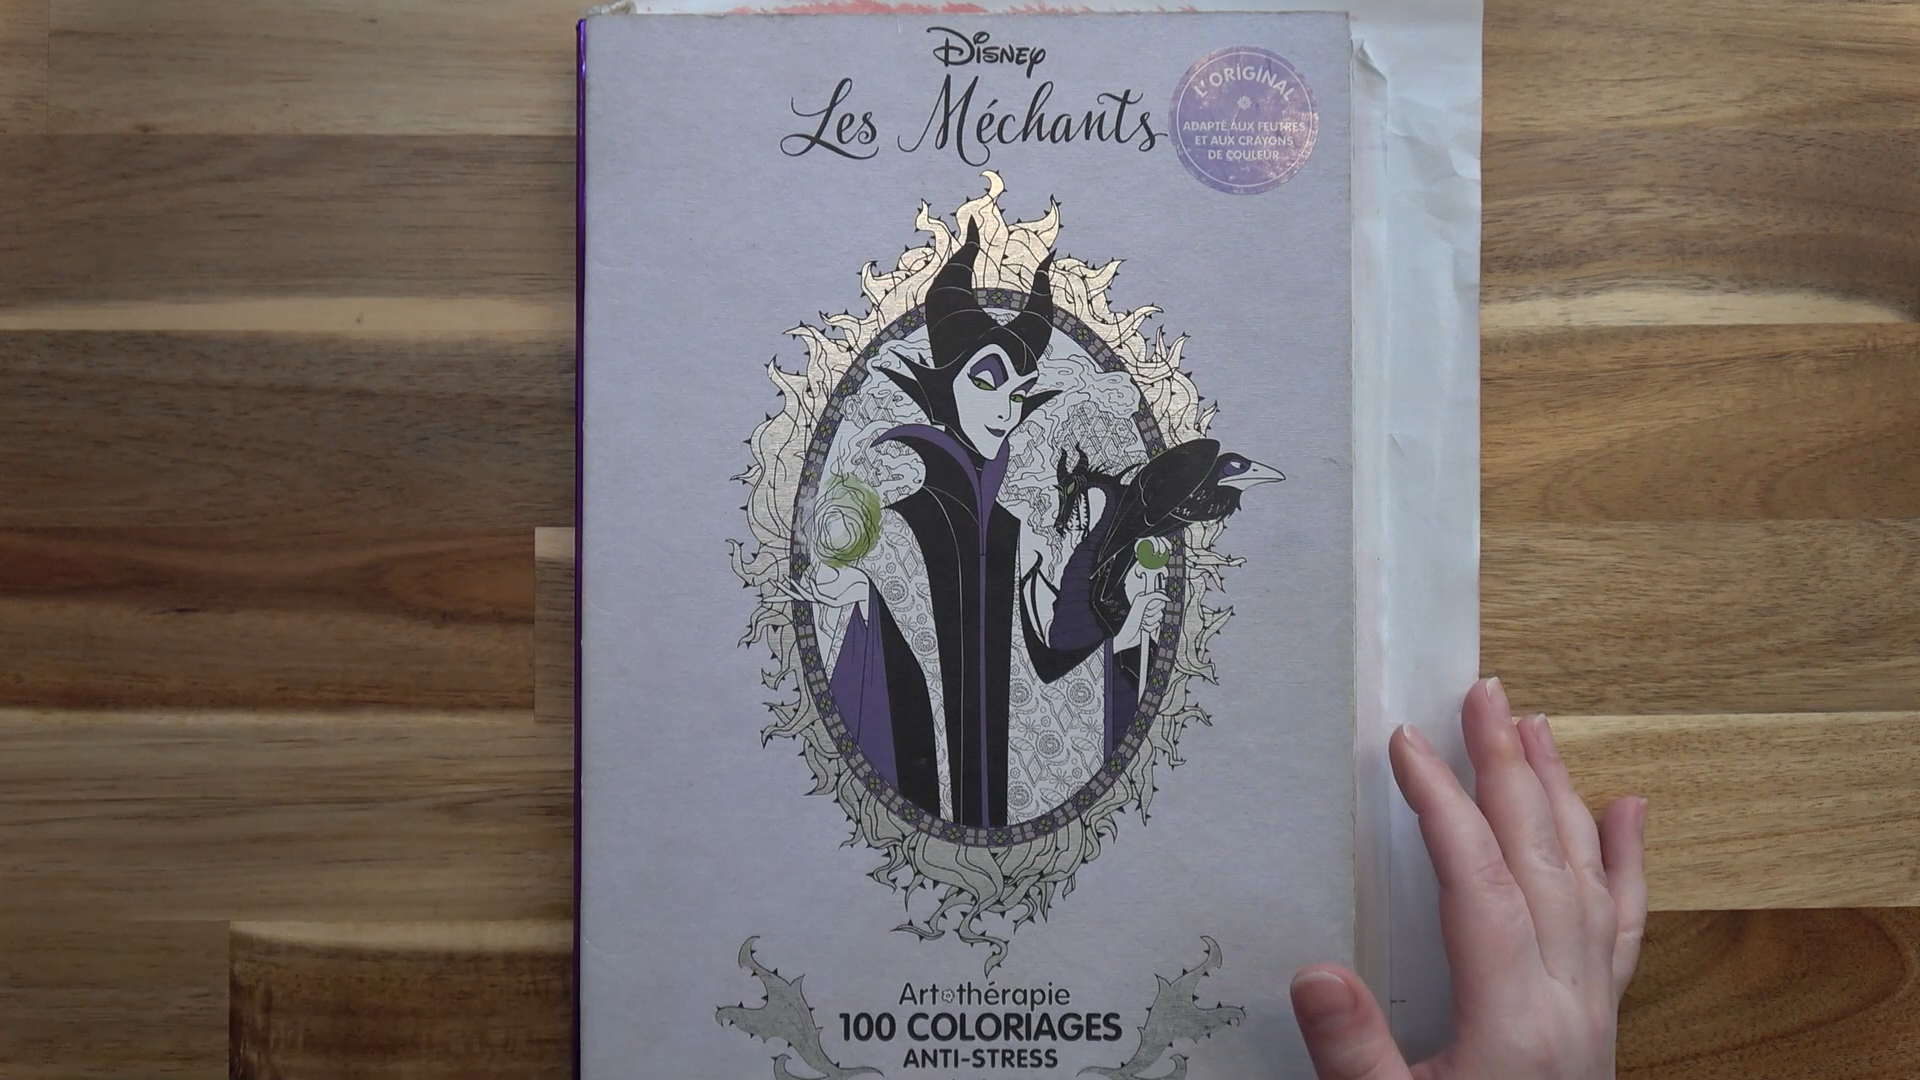 Disney
Les Méchants
L'ORIGINAL
ADAPTÉ AUX FEUTRES
ET AUX CRAYONS
DE COULEUR
Art-thérapie
100 COLORIAGES
ANTI-STRESS